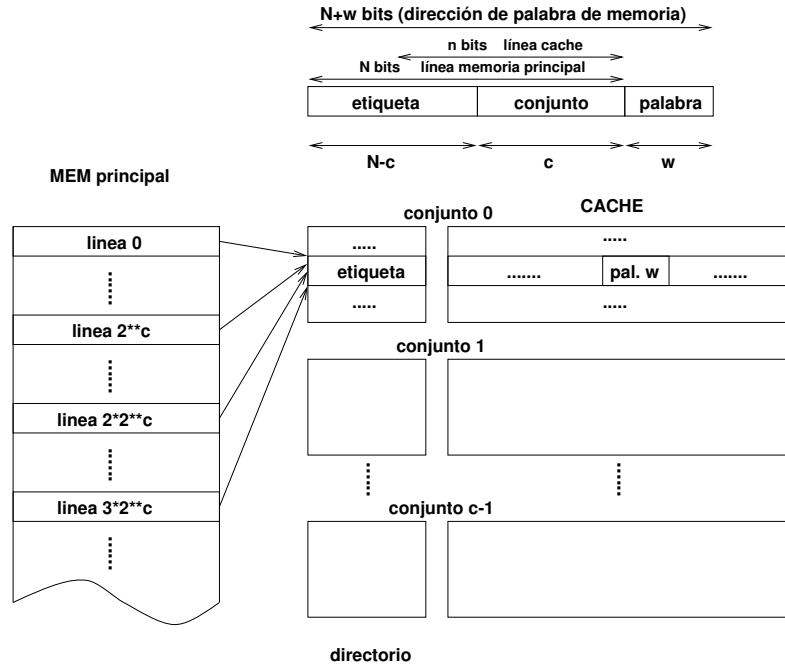 N+w bits (dirección de palabra de memoria)
n bits línea cache
N bits línea memoria principal
etiqueta conjunto palabra
N-c c w
MEM principal
conjunto 0 CACHE
linea 0 ..... .....
etiqueta ....... pal. w .......
..... .....
linea 2**c
conjunto 1
linea 2*2**c
linea 3*2**c
conjunto c-1
directorio